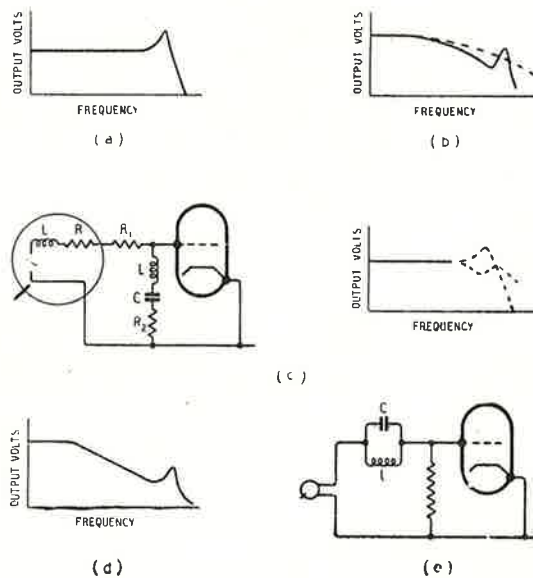 OUTPUT VOLTS
FREQUENCY
(a)
OUTPUT VOLTS
FREQUENCY
(b)
L R R1
L
C
R2
OUTPUT VOLTS
FREQUENCY
(c)
OUTPUT VOLTS
FREQUENCY
(d)
C
L
(e)